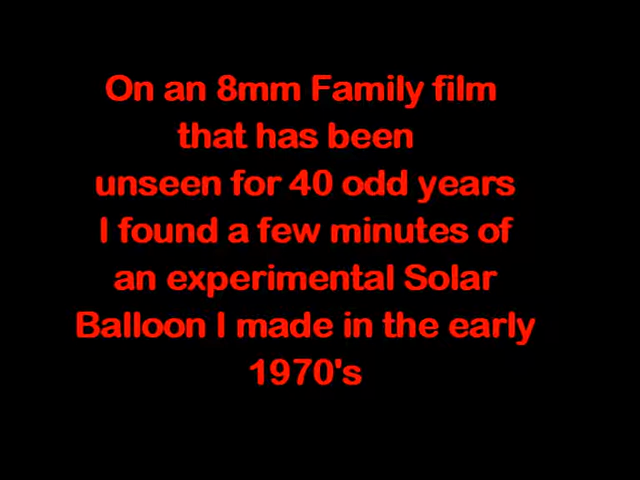 On an 8mm Family film
that has been
unseen for 40 odd years
I found a few minutes of
an experimental Solar
Balloon I made in the early
1970's